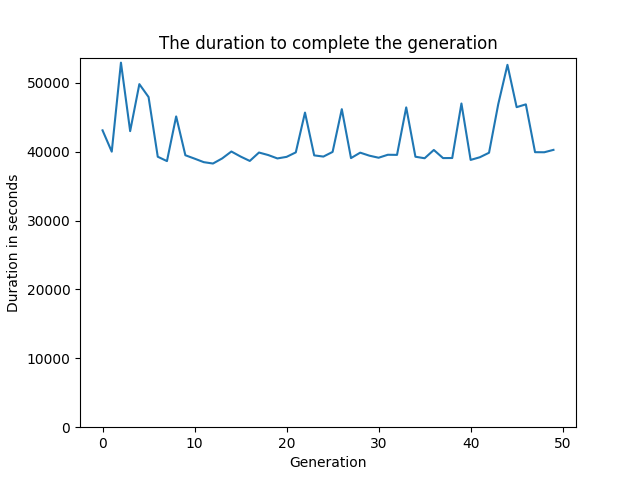 The duration to complete the generation
Duration in seconds
50000
40000
30000
20000
10000
0
0 10 20 30 40 50
Generation